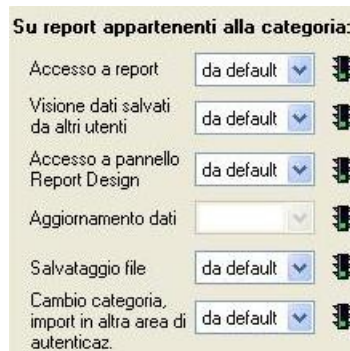 Su report appartenenti alla categoria:
Accesso a report
da default
Visione dati salvati
da altri utenti
da default
Accesso a pannello
Report Design
da default
Aggiornamento dati
Salvataggio file
da default
Cambio categoria,
import in altra area di
autenticaz.
da default